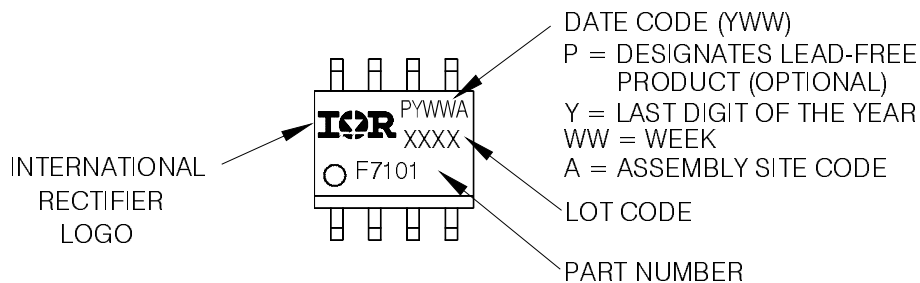 DATE CODE (YWW)
P = DESIGNATES LEAD-FREE
PRODUCT (OPTIONAL)
Y = LAST DIGIT OF THE YEAR
WW = WEEK
A = ASSEMBLY SITE CODE
LOT CODE
PART NUMBER
INTERNATIONAL
RECTIFIER
LOGO
IOR
PYWWA
XXXX
F7101